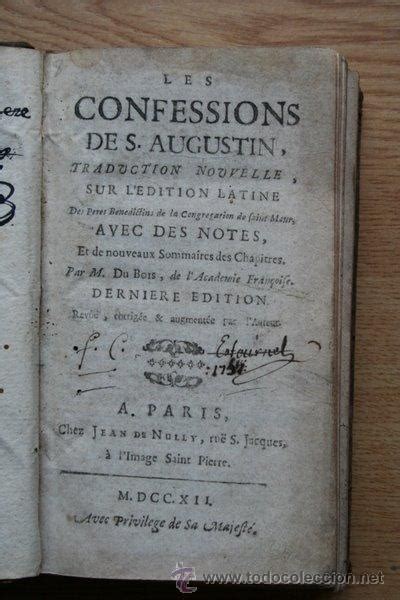 LES
CONFESSIONS
DE S. AUGUSTIN,
TRADUCTION NOUVELLE,
SUR L'EDITION LATINE
Des Peres Benedictins de la Congregation de saint Maur;
AVEC DES NOTES,
Et de nouveaux Sommaires des Chapitres.
Par M. DU BOIS, de l'Academie Françoise.
DERNIERE EDITION.
Revûë, corrigée & augmentée par l'Auteur.
Estournel
A. PARIS,
Chez JEAN DE NULLY, ruë S. Jacques,
à l'Image Saint Pierre.
M. DCC. XII.
Avec Privilege de Sa Majesté.
www.todocoleccion.net